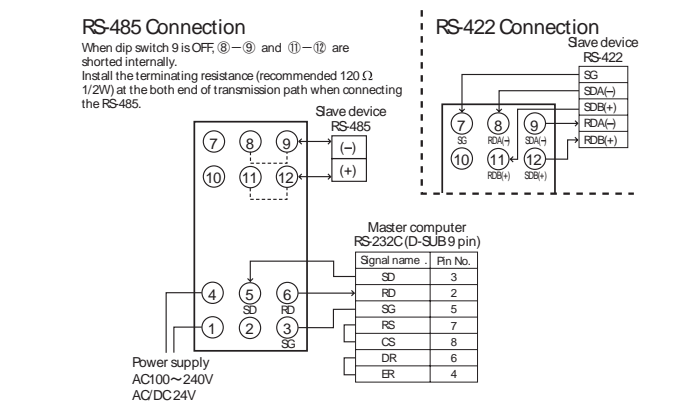 RS-485 Connection
When dip switch 9 is OFF, ⑧－⑨ and ⑪－⑫ are
shorted internally.
Install the terminating resistance (recommended 120 Ω
1/2W) at the both end of transmission path when connecting
the RS-485.
Slave device
RS-485
7 8 9 (−)
10 11 12 (+)
4 5 6
SD RD
1 2 3
SG
Power supply
AC100～240V
AC/DC 24V
Master computer
RS-232C (D-SUB 9 pin)
Signal name . Pin No.
SD 3
RD 2
SG 5
RS 7
CS 8
DR 6
ER 4
RS-422 Connection
Slave device
RS-422
SG
SDA(−)
SDB(+)
RDA(−)
RDB(+)
7 8 9
SG RDA(−) SDA(−)
10 11 12
RDB(+) SDB(+)